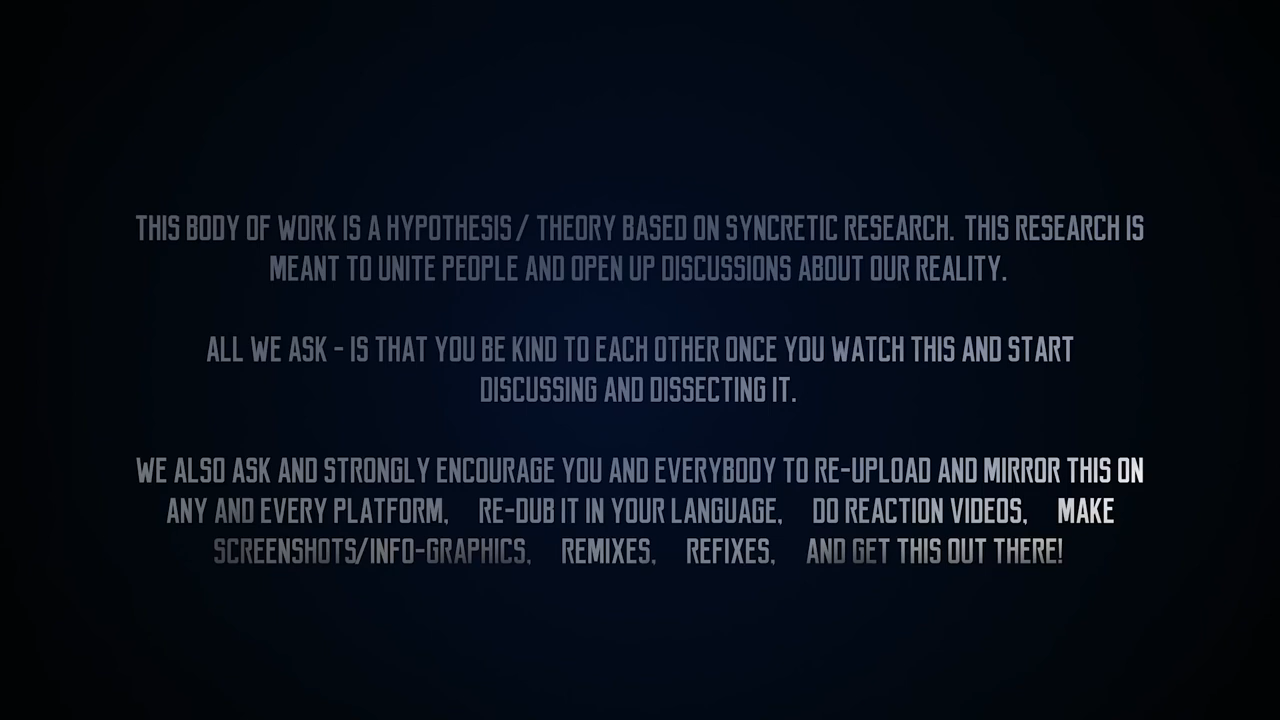 THIS BODY OF WORK IS A HYPOTHESIS / THEORY BASED ON SYNCRETIC RESEARCH. THIS RESEARCH IS
MEANT TO UNITE PEOPLE AND OPEN UP DISCUSSIONS ABOUT OUR REALITY.
ALL WE ASK - IS THAT YOU BE KIND TO EACH OTHER ONCE YOU WATCH THIS AND START
DISCUSSING AND DISSECTING IT.
WE ALSO ASK AND STRONGLY ENCOURAGE YOU AND EVERYBODY TO RE-UPLOAD AND MIRROR THIS ON
ANY AND EVERY PLATFORM, RE-DUB IT IN YOUR LANGUAGE, DO REACTION VIDEOS, MAKE
SCREENSHOTS/INFO-GRAPHICS, REMIXES, REFIXES, AND GET THIS OUT THERE!